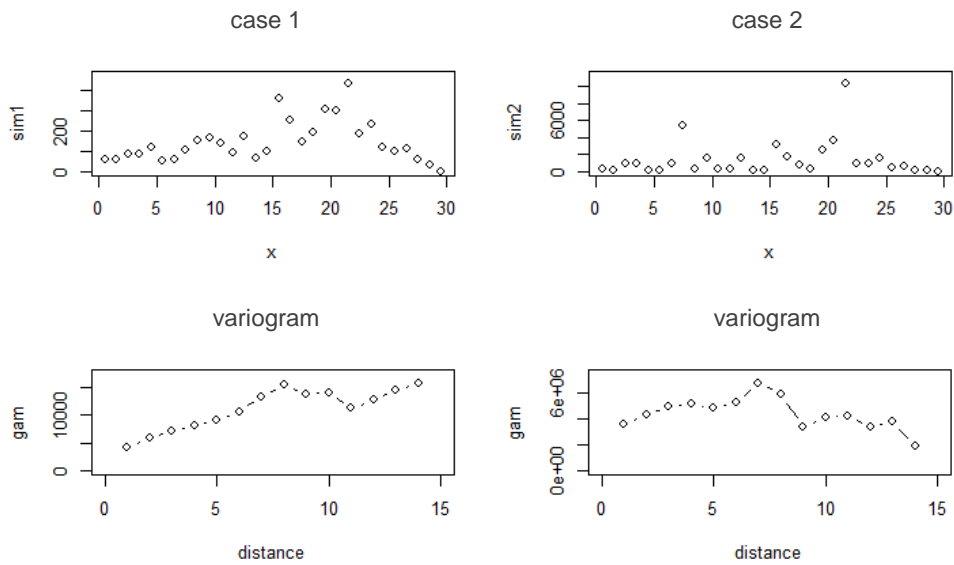 case 1
sim1
0 200
0 5 10 15 20 25 30
x
case 2
sim2
0 6000
0 5 10 15 20 25 30
x
variogram
gam
0 10000
0 5 10 15
distance
variogram
gam
0e+00 6e+06
0 5 10 15
distance